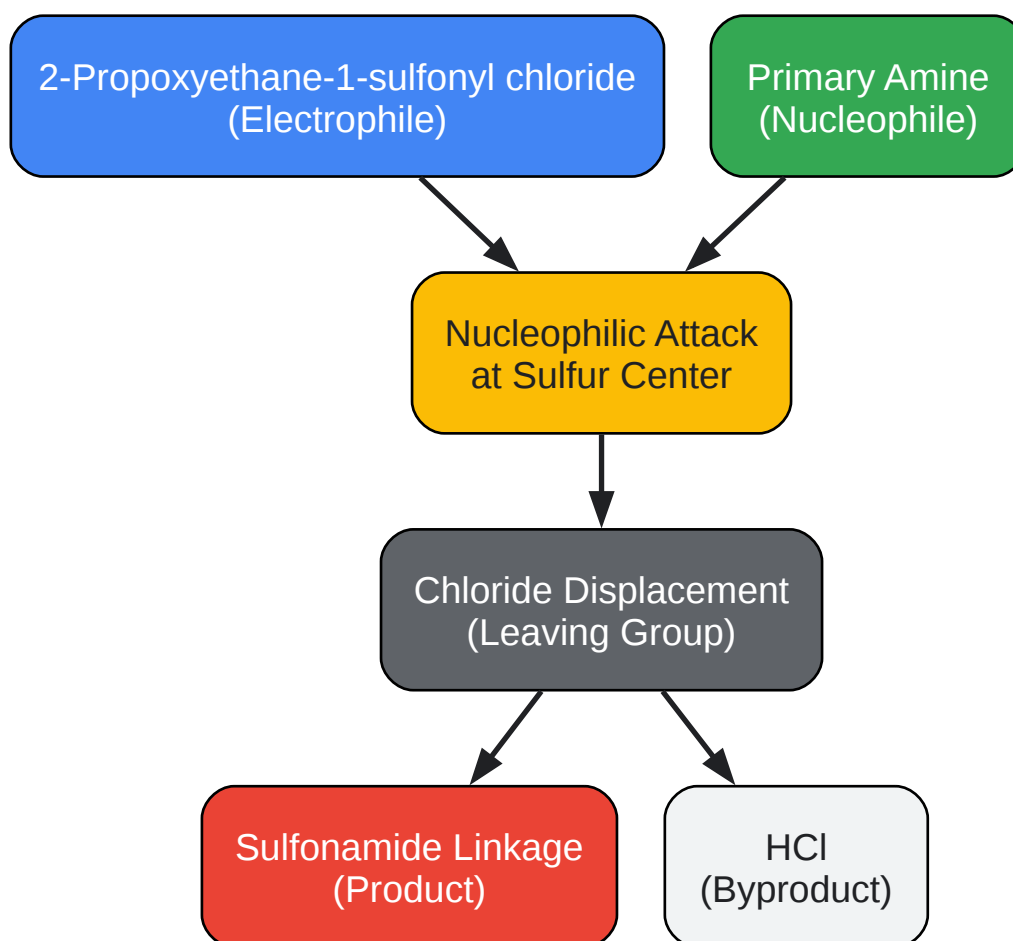 2-Propoxyethane-1-sulfonyl chloride
(Electrophile)
Primary Amine
(Nucleophile)
Nucleophilic Attack
at Sulfur Center
Chloride Displacement
(Leaving Group)
Sulfonamide Linkage
(Product)
HCl
(Byproduct)